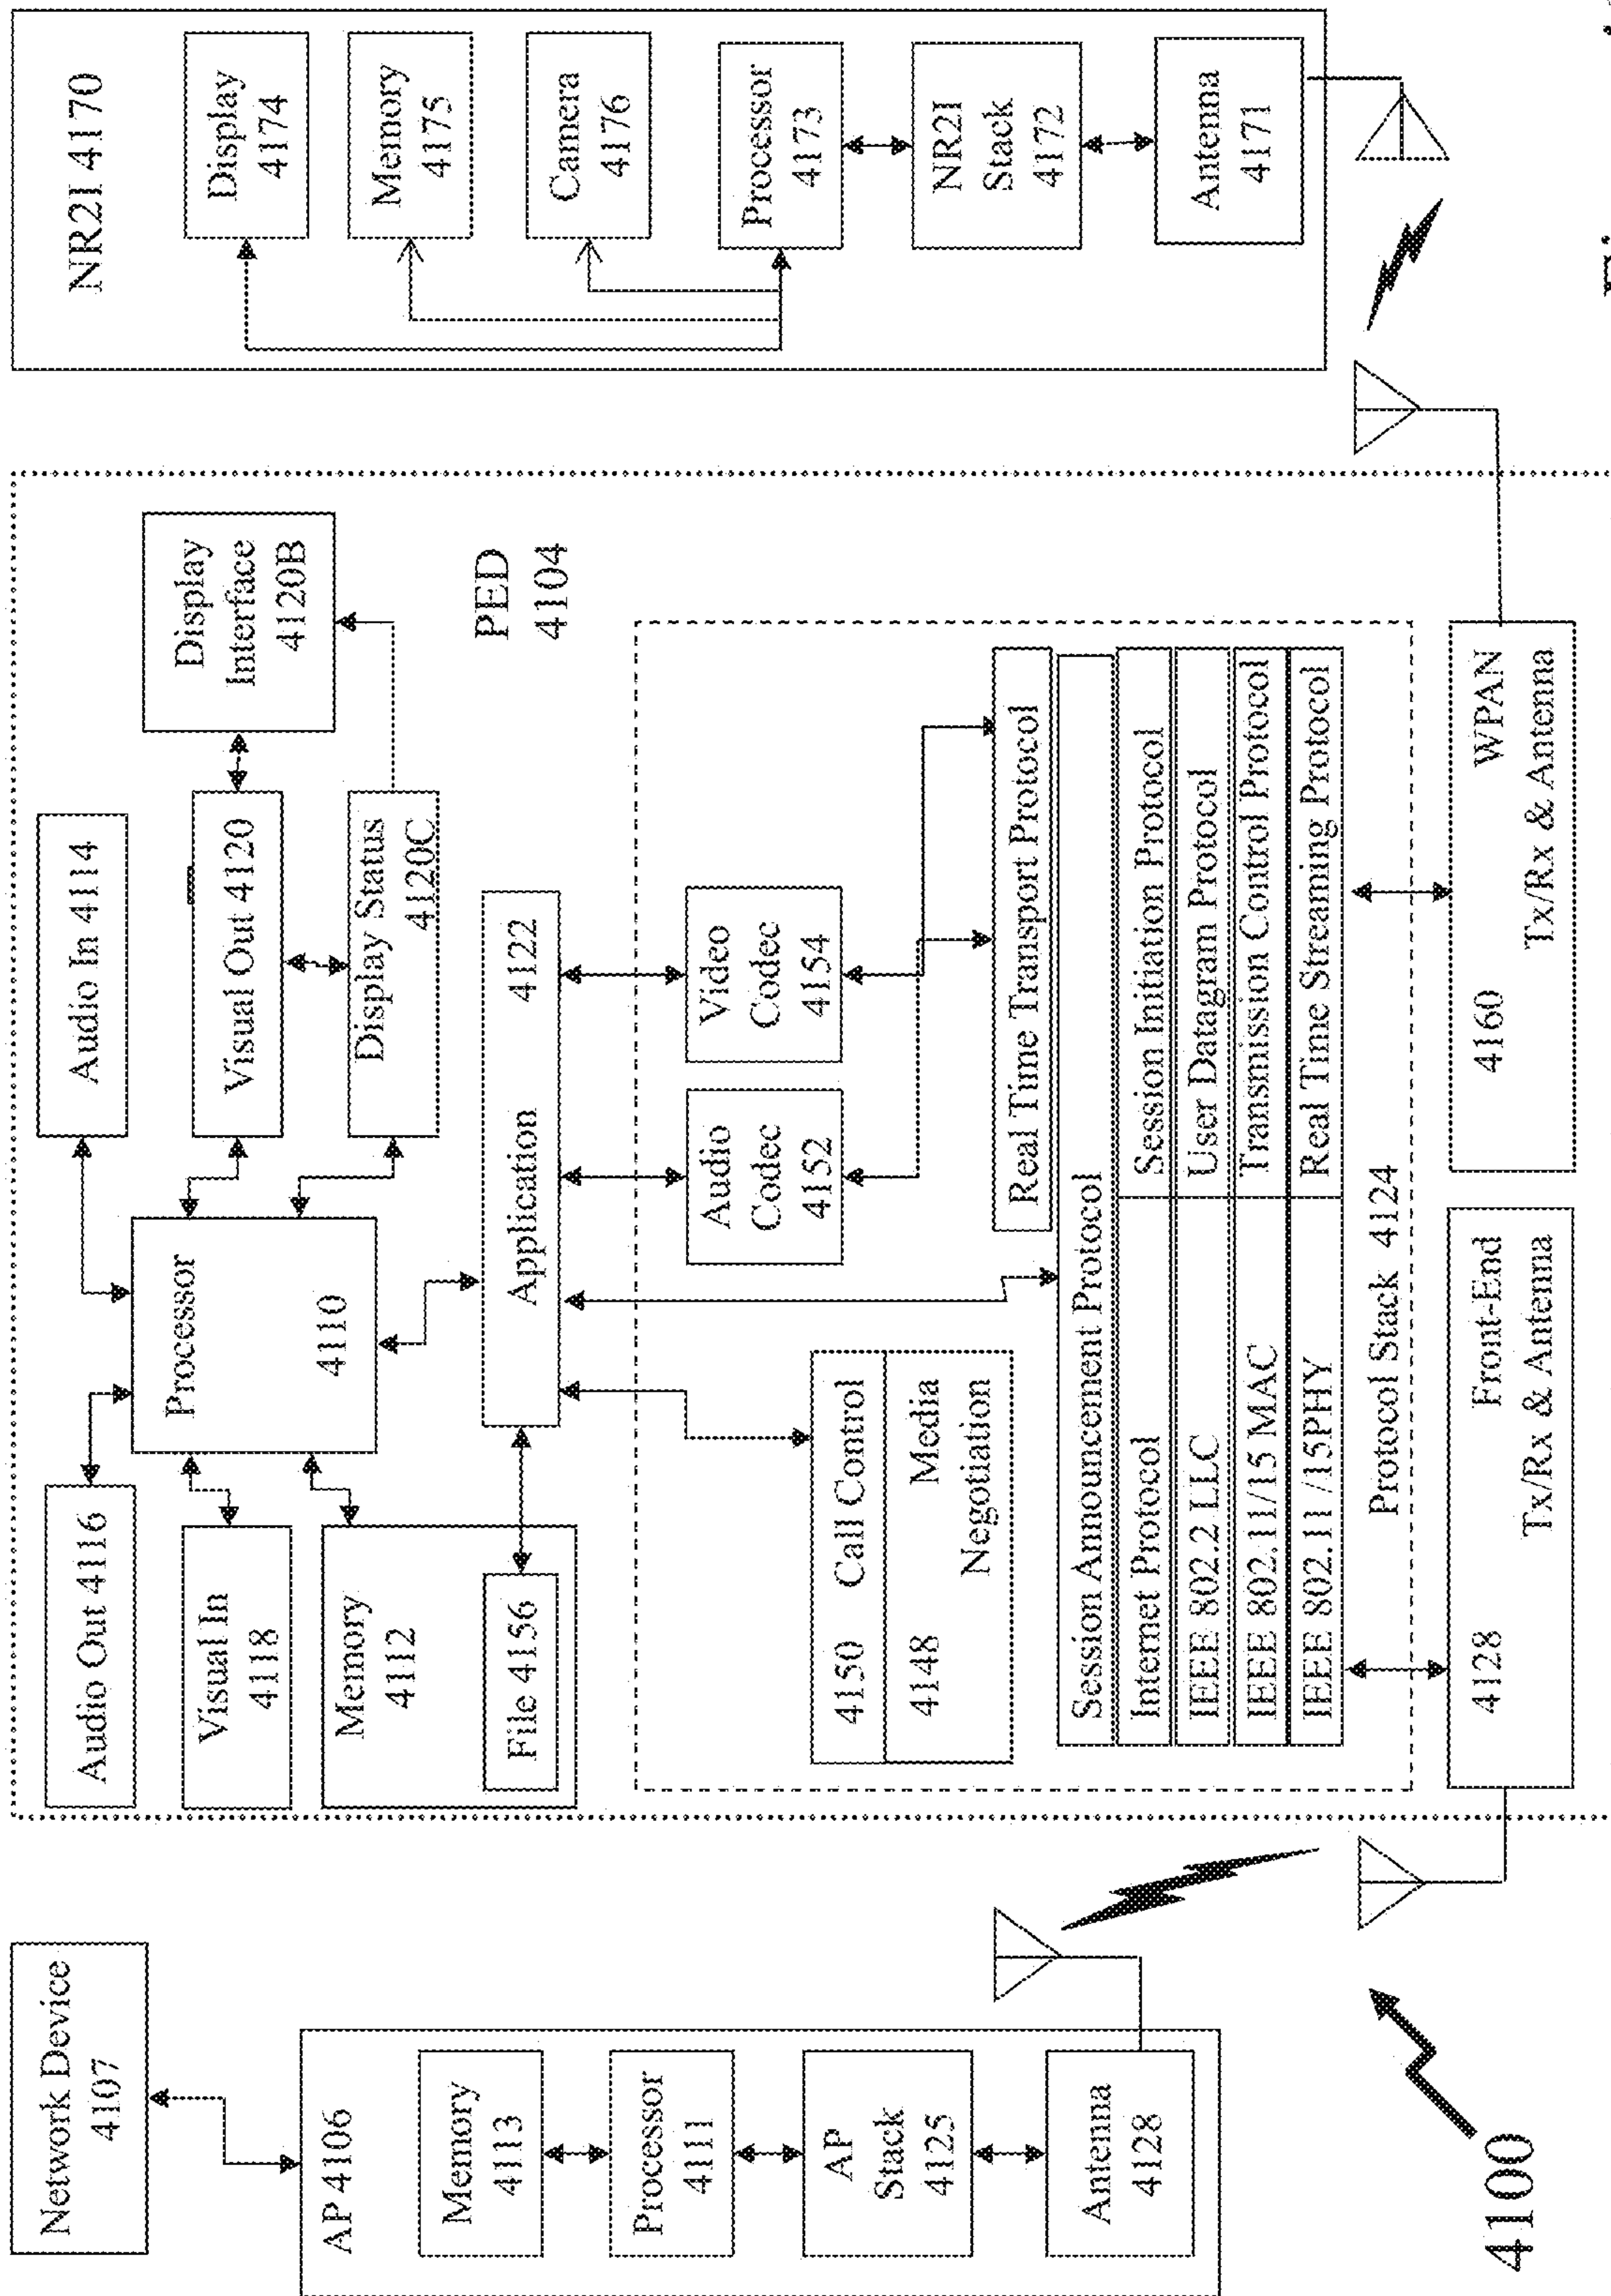 Network Device
4107
AP 4106
Memory
4113
Processor
4111
AP
Stack
4125
Antenna
4128
4100
Audio Out 4116
Visual In
4118
Memory
4112
File 4156
Processor
4110
Audio In 4114
Visual Out 4120
Display Status
4120C
Display
Interface
4120B
PED
4104
Application 4122
4150 Call Control
4148 Media
Negotiation
Audio
Codec
4152
Video
Codec
4154
Real Time Transport Protocol
Session Announcement Protocol
Internet Protocol
Session Initiation Protocol
IEEE 802.2 LLC
User Datagram Protocol
IEEE 802.11/15 MAC
Transmission Control Protocol
IEEE 802.11 /15PHY
Real Time Streaming Protocol
Protocol Stack 4124
4128 Front-End
Tx/Rx & Antenna
4160 WPAN
Tx/Rx & Antenna
NR2I 4170
Display
4174
Memory
4175
Camera
4176
Processor
4173
NR2I
Stack
4172
Antenna
4171